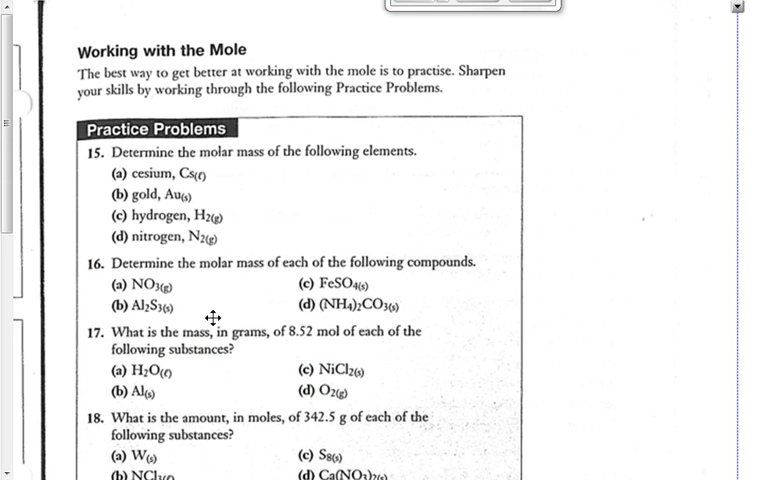 Working with the Mole
The best way to get better at working with the mole is to practise. Sharpen
your skills by working through the following Practice Problems.
Practice Problems
15. Determine the molar mass of the following elements.
(a) cesium, Cs(ℓ)
(b) gold, Au(s)
(c) hydrogen, H2(g)
(d) nitrogen, N2(g)
16. Determine the molar mass of each of the following compounds.
(a) NO3(g)
(c) FeSO4(s)
(b) Al2S3(s)
(d) (NH4)2CO3(s)
17. What is the mass, in grams, of 8.52 mol of each of the
following substances?
(a) H2O(ℓ)
(c) NiCl2(s)
(b) Al(s)
(d) O2(g)
18. What is the amount, in moles, of 342.5 g of each of the
following substances?
(a) W(s)
(c) S8(s)
(b) NCl3(ℓ)
(d) Ca(NO3)2(s)